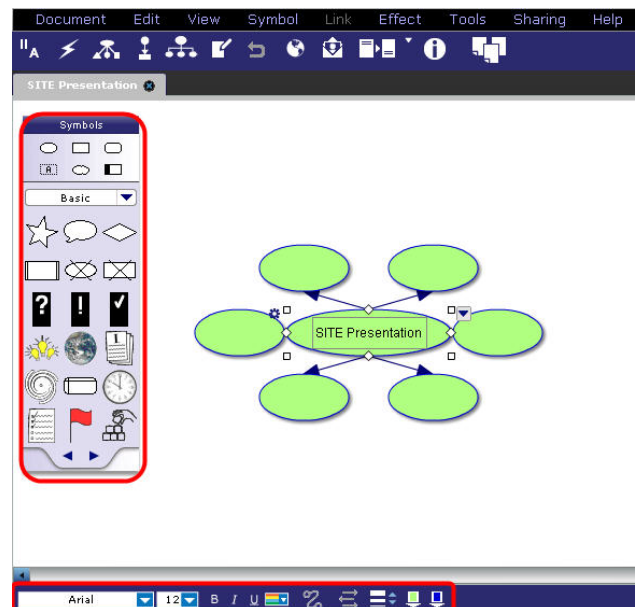 Document Edit View Symbol Link Effect Tools Sharing Help
"A
SITE Presentation
Symbols
A
Basic
? !
SITE Presentation
Arial 12 B I U